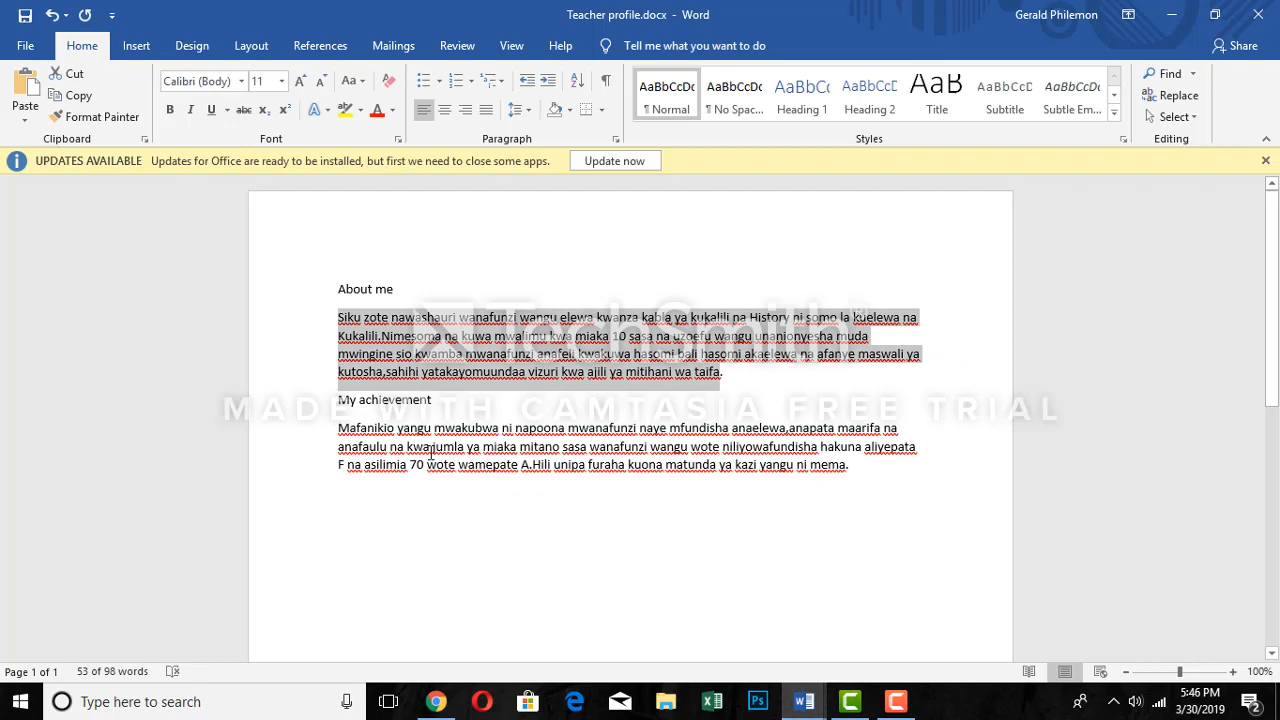 Teacher profile.docx - Word
Gerald Philemon
File Home Insert Design Layout References Mailings Review View Help Tell me what you want to do Share
Paste
Cut
Copy
Format Painter
Clipboard
Calibri (Body) 11
Font
Paragraph
AaBbCcDc AaBbCcDc AaBbCc AaBbCcD AaB AaBbCcD AaBbCcDc
¶ Normal ¶ No Spac... Heading 1 Heading 2 Title Subtitle Subtle Em...
Styles
Find
Replace
Select
Editing
UPDATES AVAILABLE Updates for Office are ready to be installed, but first we need to close some apps. Update now
About me
Siku zote nawashauri wanafunzi wangu elewa kwanza kabla ya kukalili na History ni somo la kuelewa na
Kukalili.Nimesoma na kuwa mwalimu kwa miaka 10 sasa na uzoefu wangu unanionyesha muda
mwingine sio kwamba mwanafunzi anafeli kwakuwa hasomi bali hasomi akaelewa na afanye maswali ya
kutosha,sahihi yatakayomuundaa vizuri kwa ajili ya mitihani wa taifa.
My achievement
Mafanikio yangu mwakubwa ni napoona mwanafunzi naye mfundisha anaelewa,anapata maarifa na
anafaulu na kwajumla ya miaka mitano sasa wanafunzi wangu wote niliyowafundisha hakuna aliyepata
F na asilimia 70 wote wamepate A.Hili unipa furaha kuona matunda ya kazi yangu ni mema.
TechSmith
MADE WITH CAMTASIA FREE TRIAL
Page 1 of 1 53 of 98 words 100%
Type here to search
5:46 PM
3/30/2019
2